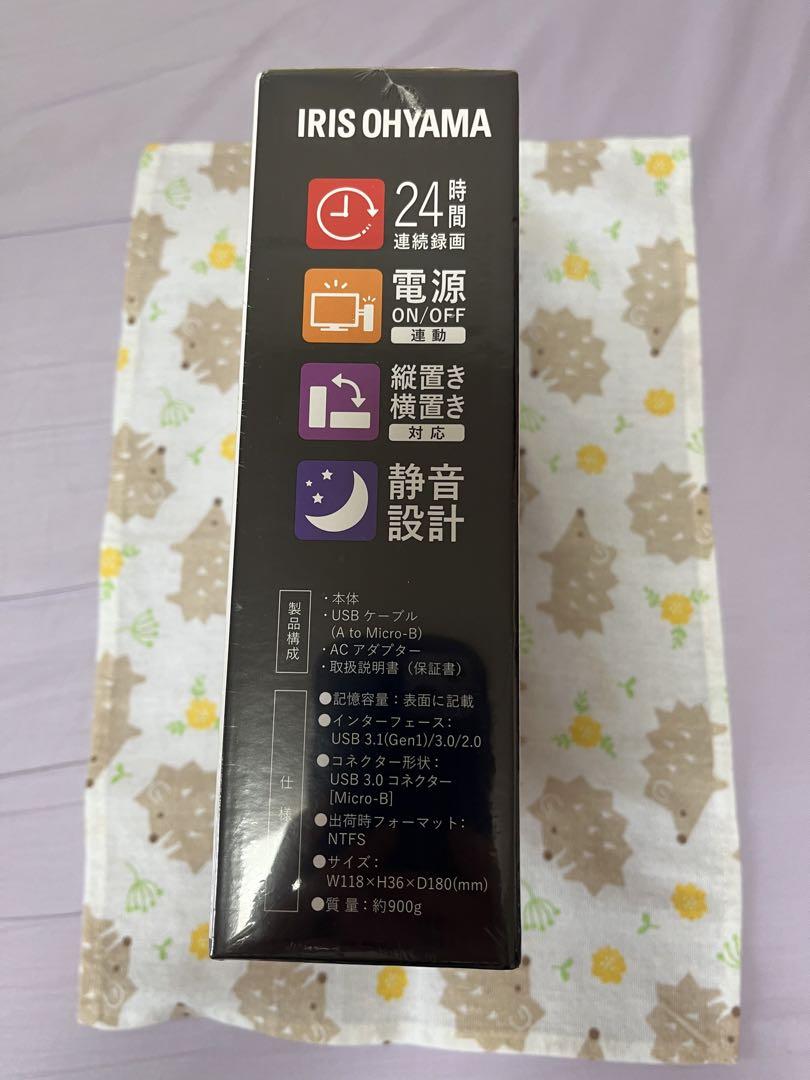 IRIS OHYAMA
24時間
連続録画
電源
ON/OFF
連動
縦置き
横置き
対応
静音
設計
製品構成
・本体
・USB ケーブル
(A to Micro-B)
・AC アダプター
・取扱説明書（保証書）
仕様
●記憶容量：表面に記載
●インターフェース：
USB 3.1(Gen1)/3.0/2.0
●コネクター形状：
USB 3.0 コネクター
[Micro-B]
●出荷時フォーマット：
NTFS
●サイズ：
W118×H36×D180(mm)
●質量：約900g